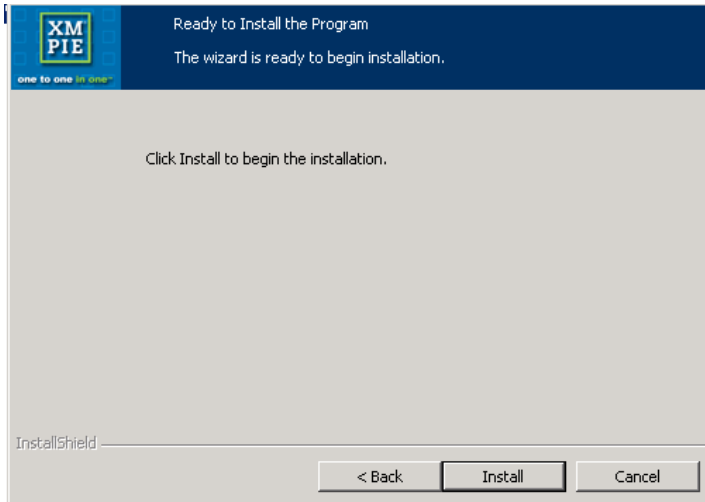 XM
PIE
one to one in one™
Ready to Install the Program
The wizard is ready to begin installation.
Click Install to begin the installation.
InstallShield
< Back
Install
Cancel